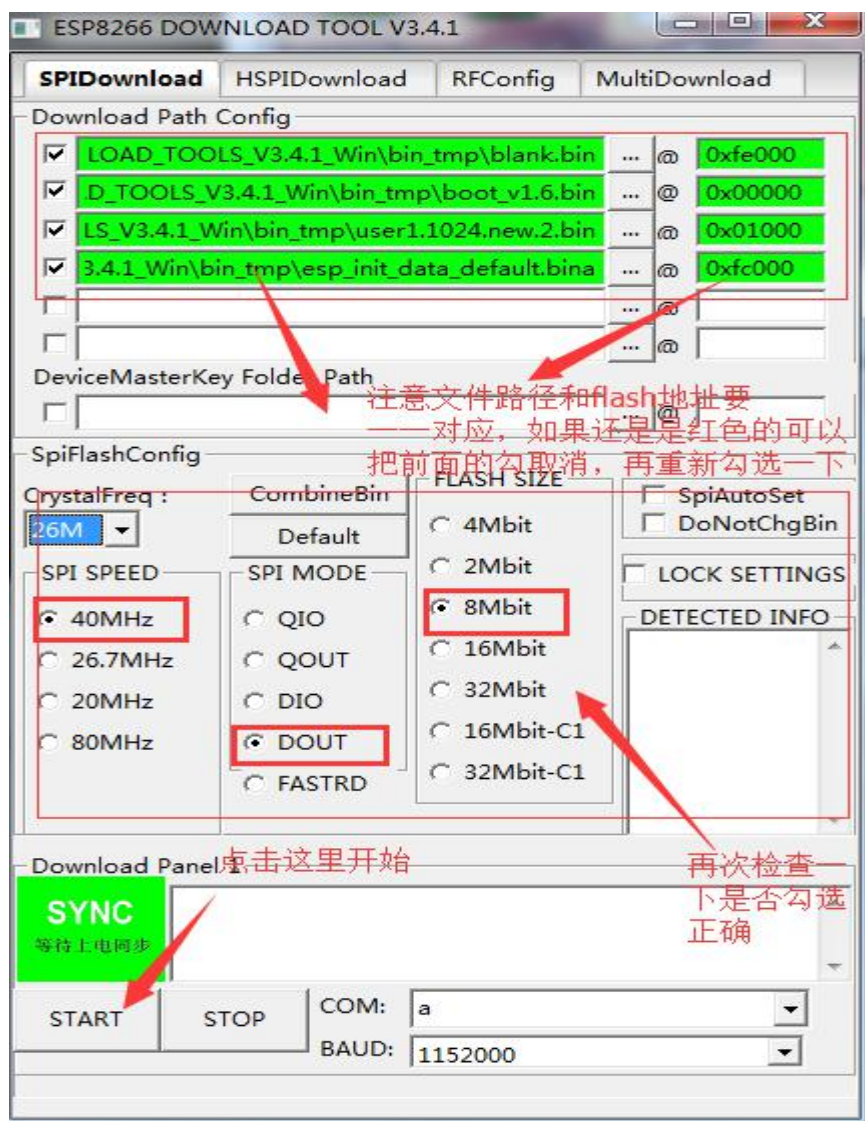 ESP8266 DOWNLOAD TOOL V3.4.1
SPIDownload HSPIDownload RFConfig MultiDownload
Download Path Config
LOAD_TOOLS_V3.4.1_Win\bin_tmp\blank.bin ... @ 0xfe000
D_TOOLS_V3.4.1_Win\bin_tmp\boot_v1.6.bin ... @ 0x00000
LS_V3.4.1_Win\bin_tmp\user1.1024.new.2.bin ... @ 0x01000
3.4.1_Win\bin_tmp\esp_init_data_default.bina ... @ 0xfc000
... @
... @
DeviceMasterKey Folder Path
... @
注意文件路径和flash地址要
一一对应，如果还是是红色的可以
把前面的勾取消，再重新勾选一下
SpiFlashConfig
CrystalFreq :
26M
CombineBin
Default
SPI SPEED
40MHz
26.7MHz
20MHz
80MHz
SPI MODE
QIO
QOUT
DIO
DOUT
FASTRD
FLASH SIZE
4Mbit
2Mbit
8Mbit
16Mbit
32Mbit
16Mbit-C1
32Mbit-C1
SpiAutoSet
DoNotChgBin
LOCK SETTINGS
DETECTED INFO
再次检查一
下是否勾选
正确
Download Panel 1
点击这里开始
SYNC
等待上电同步
START STOP
COM: a
BAUD: 1152000